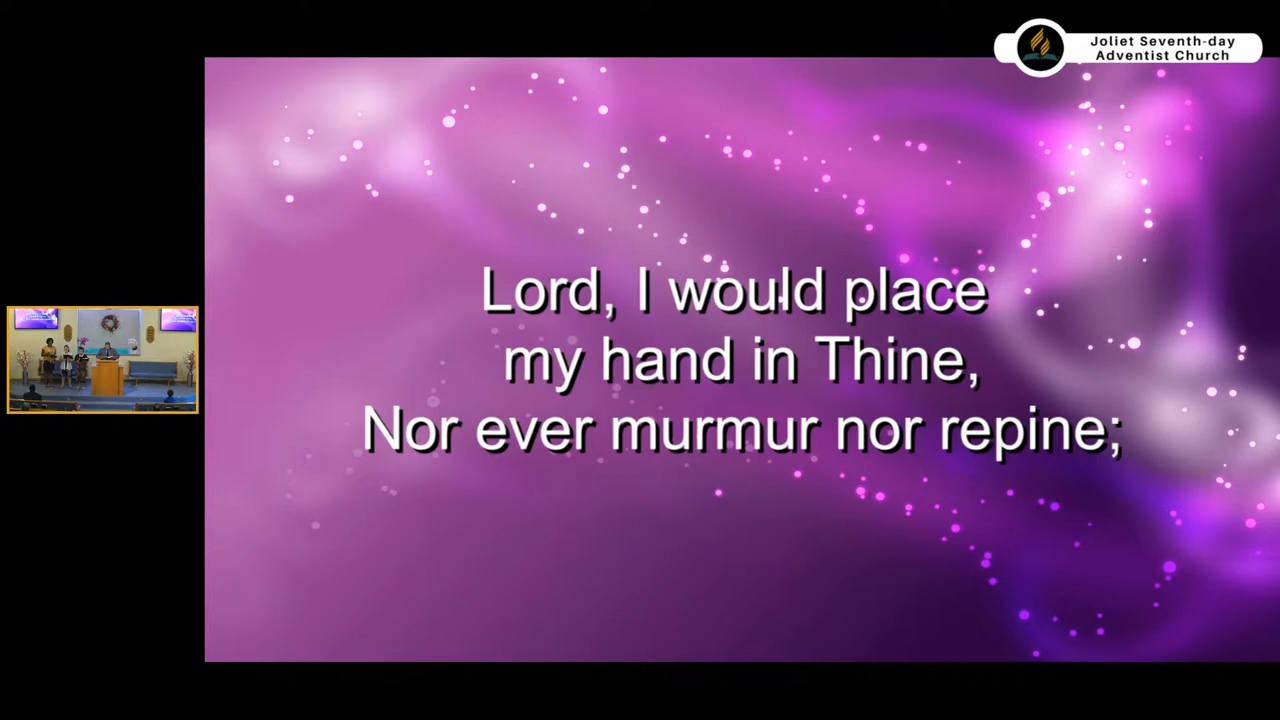 Joliet Seventh-day
Adventist Church
Lord, I would place
my hand in Thine,
Nor ever murmur nor repine;